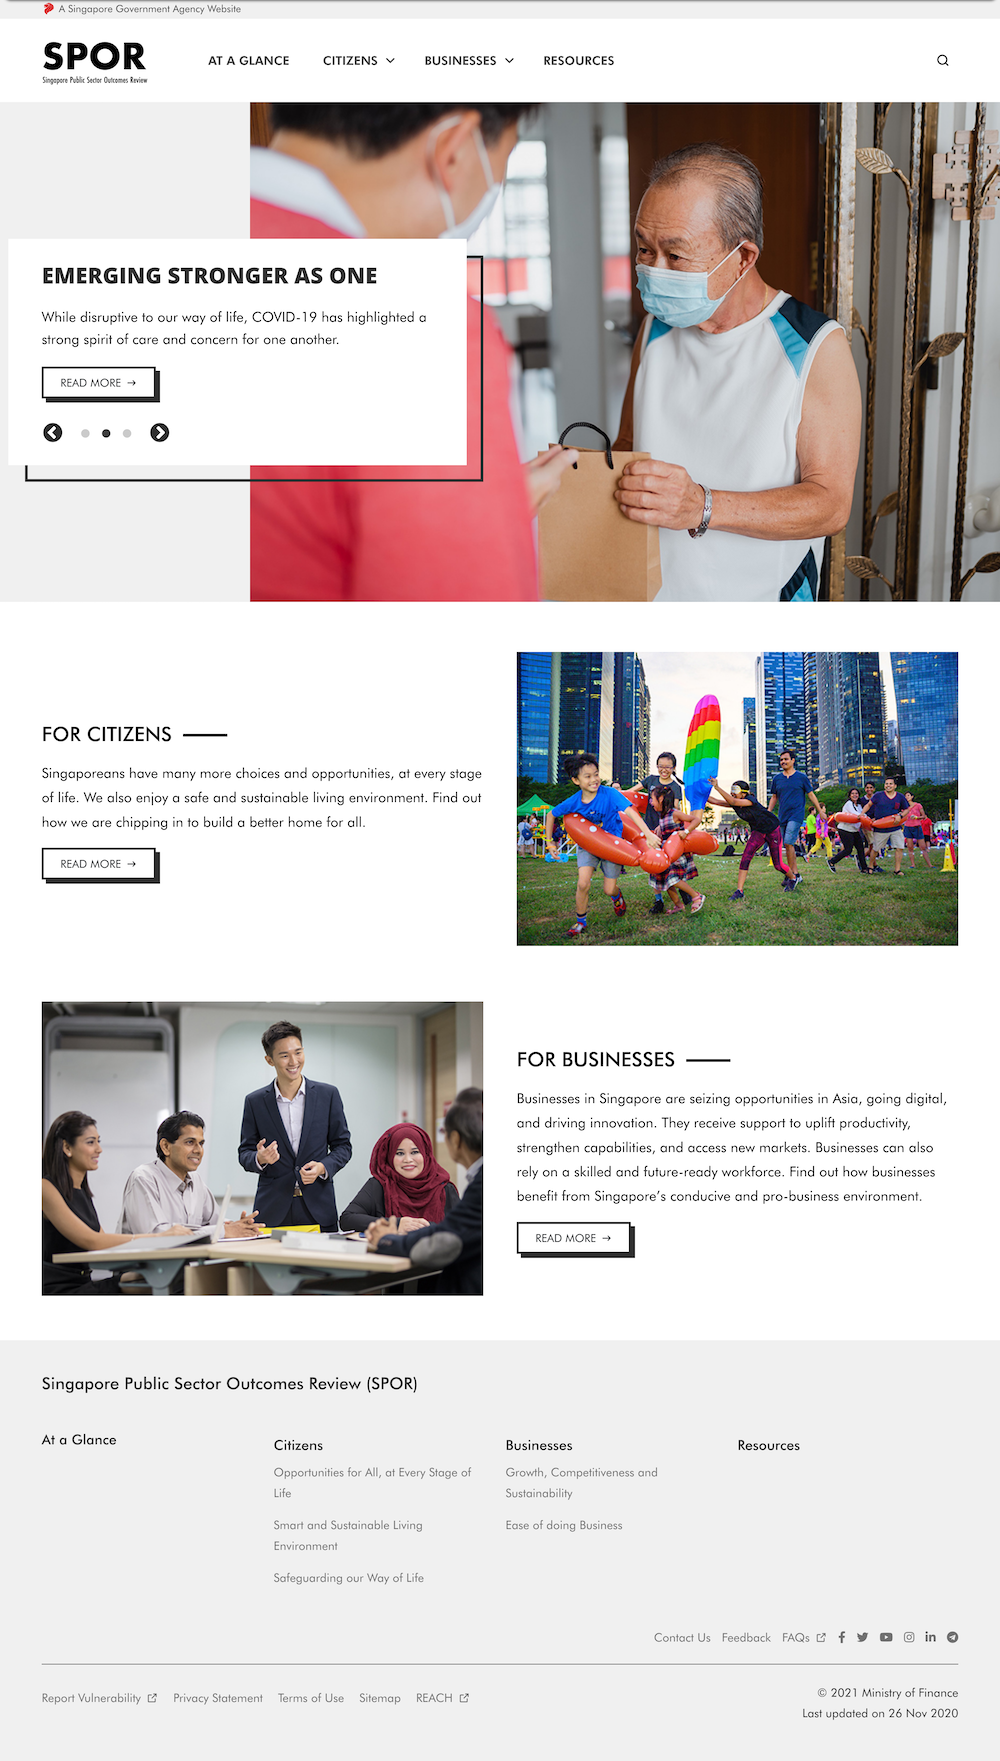 A Singapore Government Agency Website
SPOR
Singapore Public Sector Outcomes Review
AT A GLANCE
CITIZENS
BUSINESSES
RESOURCES
EMERGING STRONGER AS ONE
While disruptive to our way of life, COVID-19 has highlighted a
strong spirit of care and concern for one another.
READ MORE →
FOR CITIZENS
Singaporeans have many more choices and opportunities, at every stage
of life. We also enjoy a safe and sustainable living environment. Find out
how we are chipping in to build a better home for all.
READ MORE →
FOR BUSINESSES
Businesses in Singapore are seizing opportunities in Asia, going digital,
and driving innovation. They receive support to uplift productivity,
strengthen capabilities, and access new markets. Businesses can also
rely on a skilled and future-ready workforce. Find out how businesses
benefit from Singapore's conducive and pro-business environment.
READ MORE →
Singapore Public Sector Outcomes Review (SPOR)
At a Glance
Citizens
Opportunities for All, at Every Stage of
Life
Smart and Sustainable Living
Environment
Safeguarding our Way of Life
Businesses
Growth, Competitiveness and
Sustainability
Ease of doing Business
Resources
Contact Us
Feedback
FAQs
Report Vulnerability
Privacy Statement
Terms of Use
Sitemap
REACH
© 2021 Ministry of Finance
Last updated on 26 Nov 2020